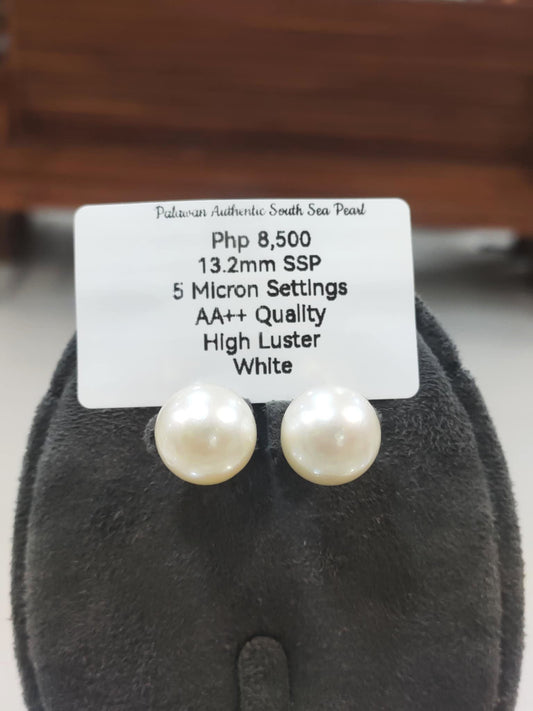 Palawan Authentic South Sea Pearl
Php 8,500
13.2mm SSP
5 Micron Settings
AA++ Quality
High Luster
White